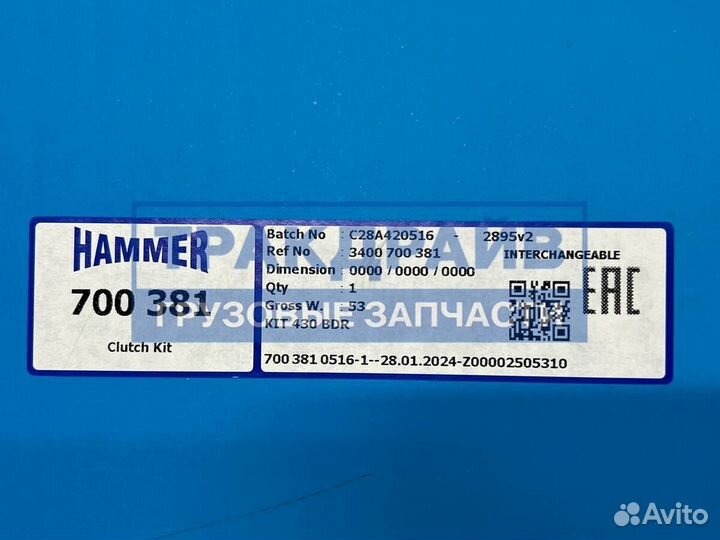 HAMMER
700 381
Clutch Kit
Batch No : C28A420516 - 2895v2
Ref No : 3400 700 381 INTERCHANGEABLE
Dimension : 0000 / 0000 / 0000
Qty : 1
Gross W. : 53
KIT 430 BDR
700 381 0516-1--28.01.2024-Z00002505310
EAC
ТРАКДРАЙВ
ГРУЗОВЫЕ ЗАПЧАСТИ
Avito